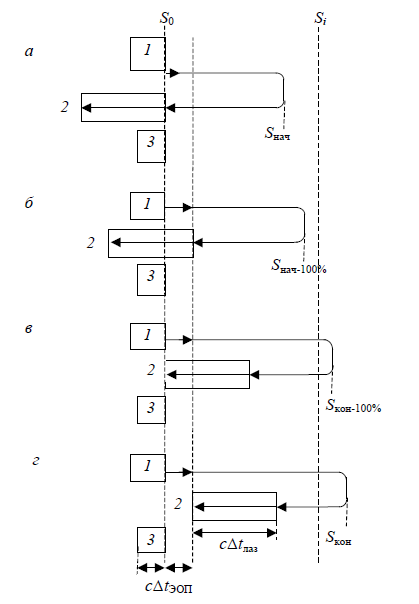 S₀ Sᵢ
а 1
2
Sнач
3
б 1
2
Sнач-100%
3
в 1
2
Sкон-100%
3
г 1
2
Sкон
3 cΔtлаз
cΔtЭОП